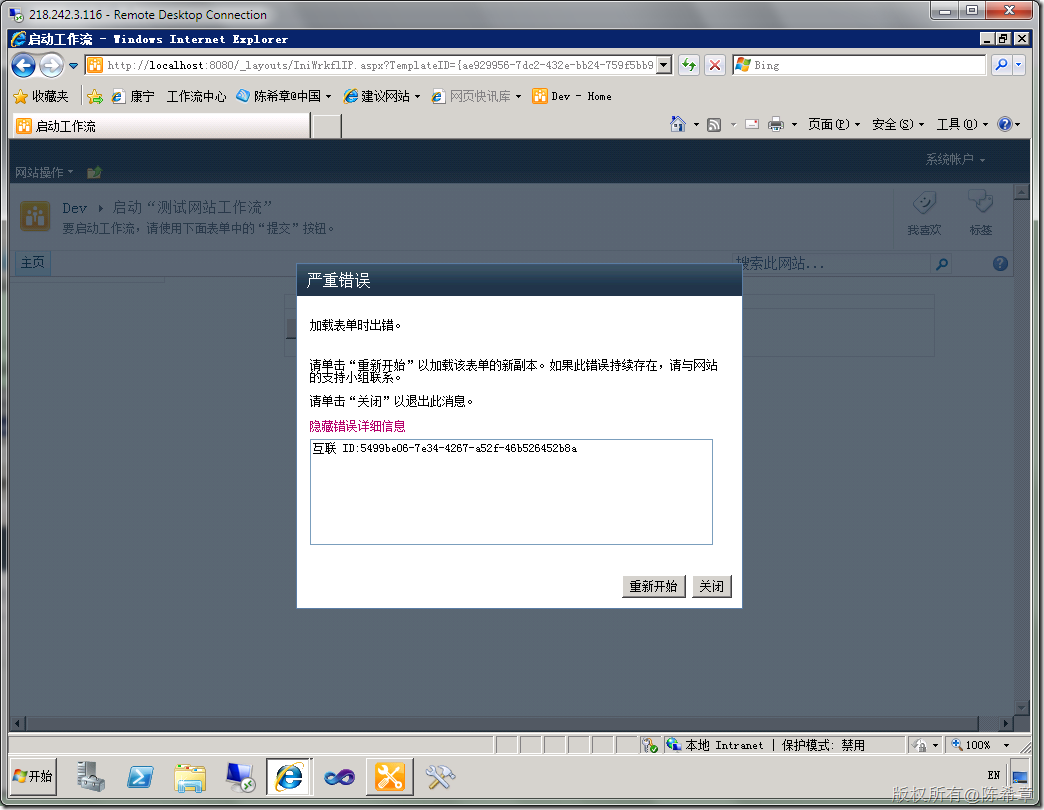 218.242.3.116 - Remote Desktop Connection
启动工作流 - Windows Internet Explorer
http://localhost:8080/_layouts/IniWrkflIP.aspx?TemplateID={ae929956-7dc2-432e-bb24-759f5bb9
Bing
收藏夹
康宁
工作流中心
陈希章@中国
建议网站
网页快讯库
Dev - Home
启动工作流
页面(P)
安全(S)
工具(O)
系统帐户
网站操作
Dev
启动“测试网站工作流”
要启动工作流，请使用下面表单中的“提交”按钮。
我喜欢
标签
主页
搜索此网站...
严重错误
加载表单时出错。
请单击“重新开始”以加载该表单的新副本。如果此错误持续存在，请与网站
的支持小组联系。
请单击“关闭”以退出此消息。
隐藏错误详细信息
互联 ID:5499be06-7e34-4267-a52f-46b526452b8a
重新开始
关闭
本地 Intranet | 保护模式: 禁用
100%
开始
EN
版权所有@陈希章